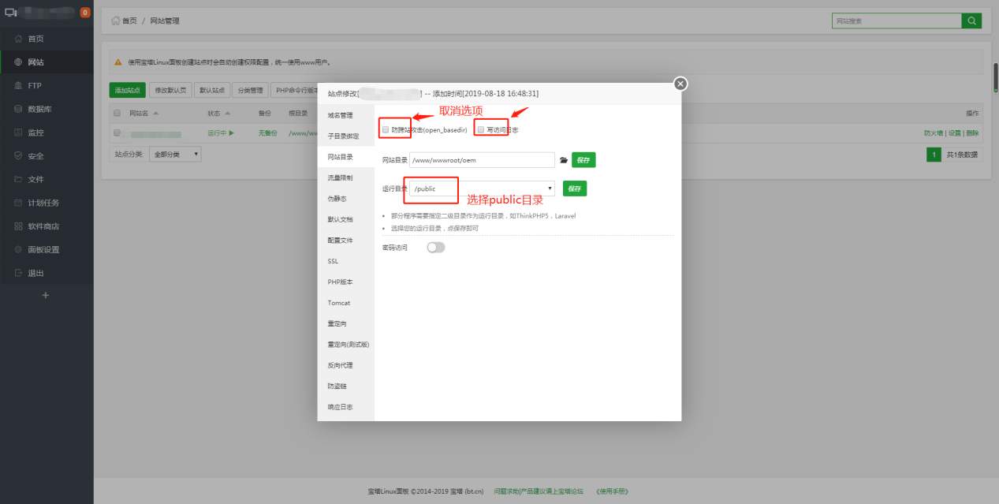 0
首页 / 网站管理
网站搜索
首页
网站
FTP
数据库
监控
安全
文件
计划任务
软件商店
面板设置
退出
+
使用宝塔Linux面板创建站点时会自动创建权限配置，统一使用www用户。
添加站点 修改默认页 默认站点 分类管理 PHP命令行版本
网站名 状态 备份 根目录 操作
运行中 无备份 /www/ww 防火墙 | 设置 | 删除
站点分类: 全部分类 1 共1条数据
站点修改[ ] -- 添加时间[2019-08-18 16:48:31]
域名管理
子目录绑定
网站目录
流量限制
伪静态
默认文档
配置文件
SSL
PHP版本
Tomcat
重定向
重定向(测试版)
反向代理
防盗链
响应日志
取消选项
防跨站攻击(open_basedir) 写访问日志
网站目录 /www/wwwroot/oem 保存
运行目录 /public 保存
选择public目录
部分程序需要指定二级目录作为运行目录，如ThinkPHP5，Laravel
选择您的运行目录，点保存即可
密码访问
宝塔Linux面板 ©2014-2019 宝塔 (bt.cn) 问题求助|产品建议请上宝塔论坛 《使用手册》